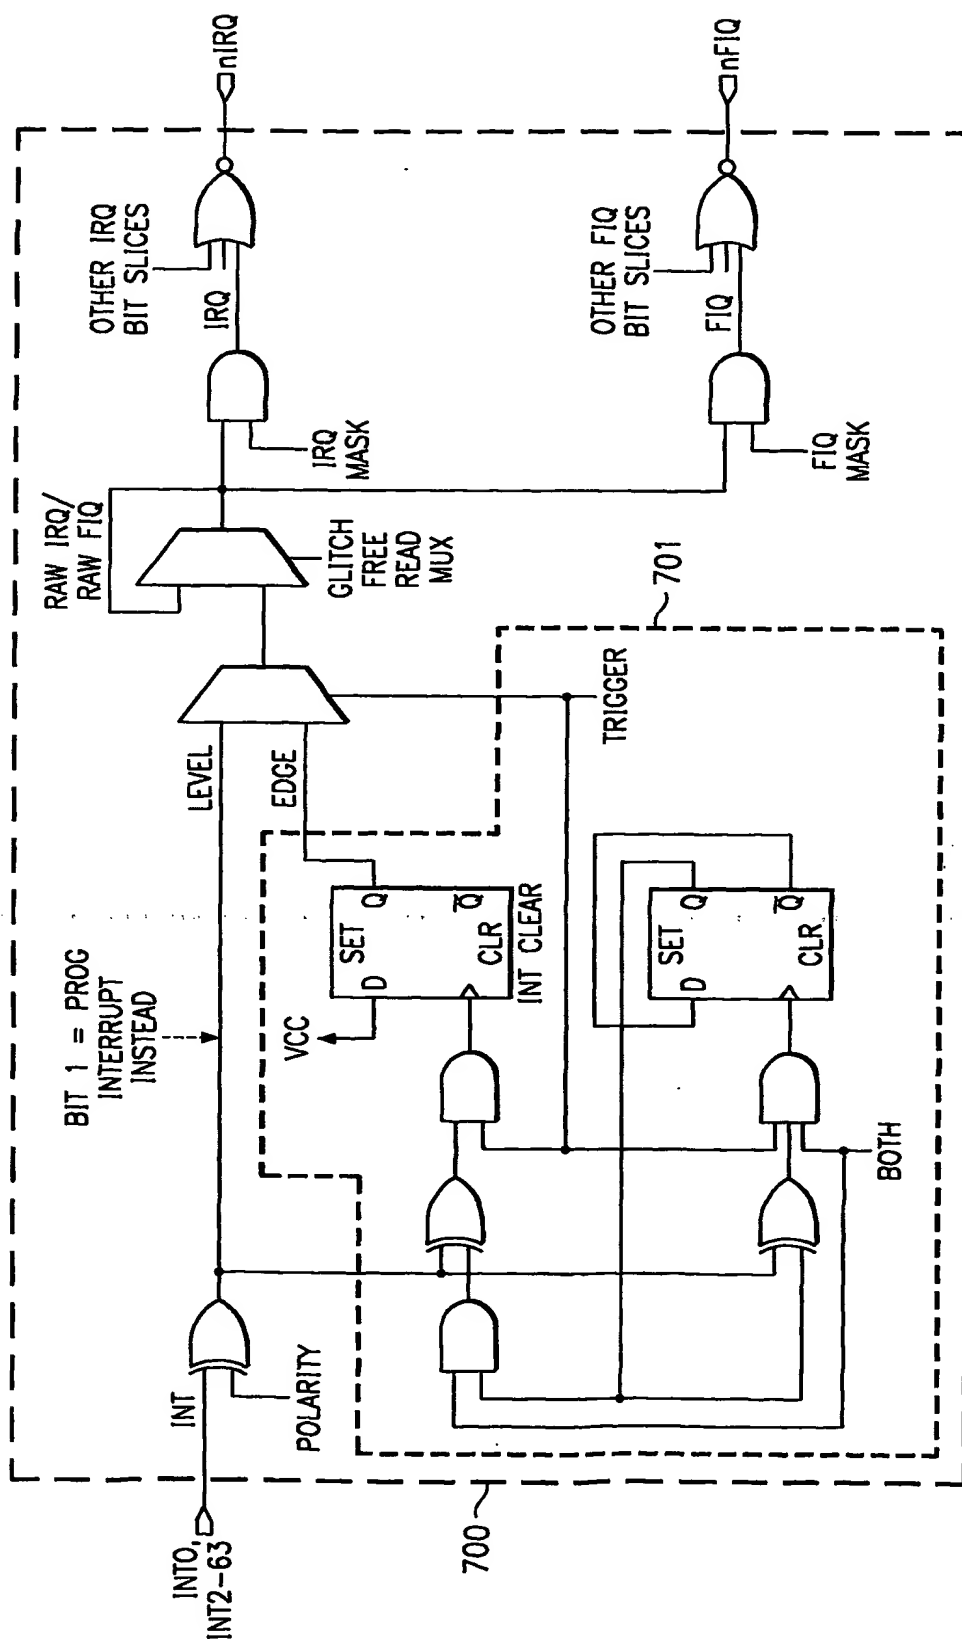 INT0,
INT2-63
INT
POLARITY
700
BIT 1 = PROG
INTERRUPT
INSTEAD
LEVEL
EDGE
VCC
SET
D
Q
Q̅
CLR
INT CLEAR
SET
D
Q
Q̅
CLR
BOTH
TRIGGER
701
RAW IRQ/
RAW FIQ
GLITCH
FREE
READ
MUX
IRQ
MASK
OTHER IRQ
BIT SLICES
IRQ
nIRQ
FIQ
MASK
OTHER FIQ
BIT SLICES
FIQ
nFIQ